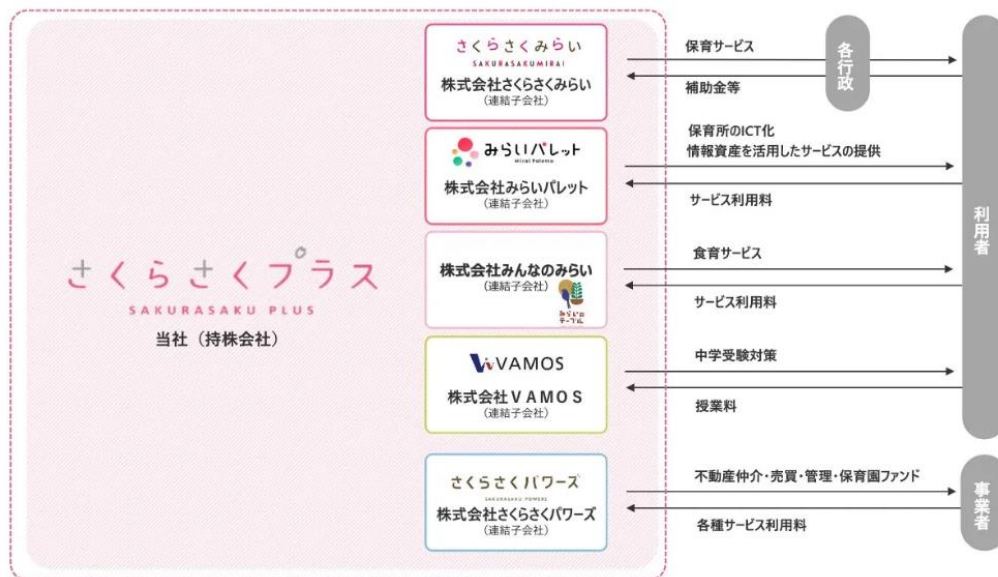 さくらさくプラス
SAKURASAKU PLUS
当社（持株会社）
さくらさくみらい
SAKURASAKUMIRAI
株式会社さくらさくみらい
（連結子会社）
保育サービス
補助金等
各行政
みらいパレット
Mirai Palette
株式会社みらいパレット
（連結子会社）
保育所のICT化
情報資産を活用したサービスの提供
サービス利用料
株式会社みんなのみらい
（連結子会社）
みらいの
テーブル
食育サービス
サービス利用料
VAMOS
株式会社ＶＡＭＯＳ
（連結子会社）
中学受験対策
授業料
利用者
さくらさくパワーズ
SAKURASAKU POWERS
株式会社さくらさくパワーズ
（連結子会社）
不動産仲介・売買・管理・保育園ファンド
各種サービス利用料
事業者